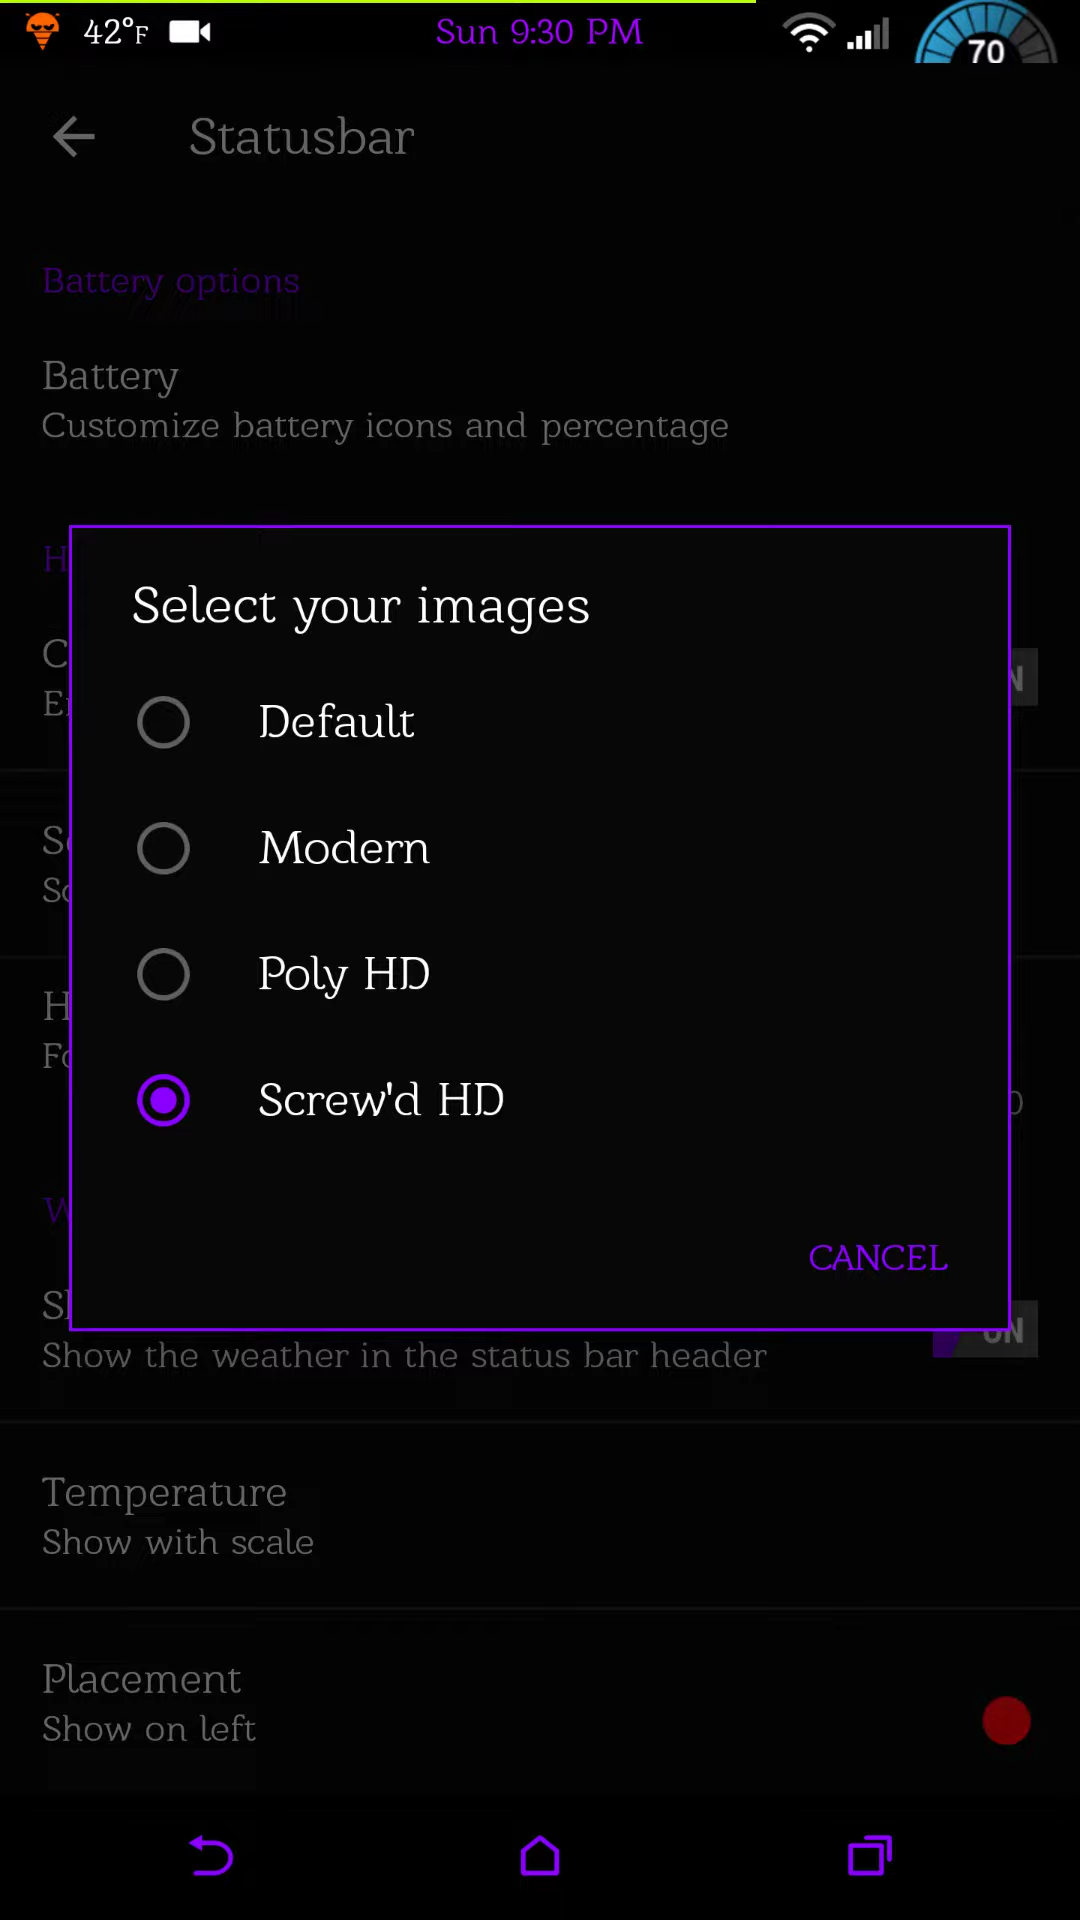 42°F
Sun 9:30 PM
70
Statusbar
Battery options
Battery
Customize battery icons and percentage
Select your images
Default
Modern
Poly HD
Screw'd HD
CANCEL
ON
Show the weather in the status bar header
Temperature
Show with scale
Placement
Show on left